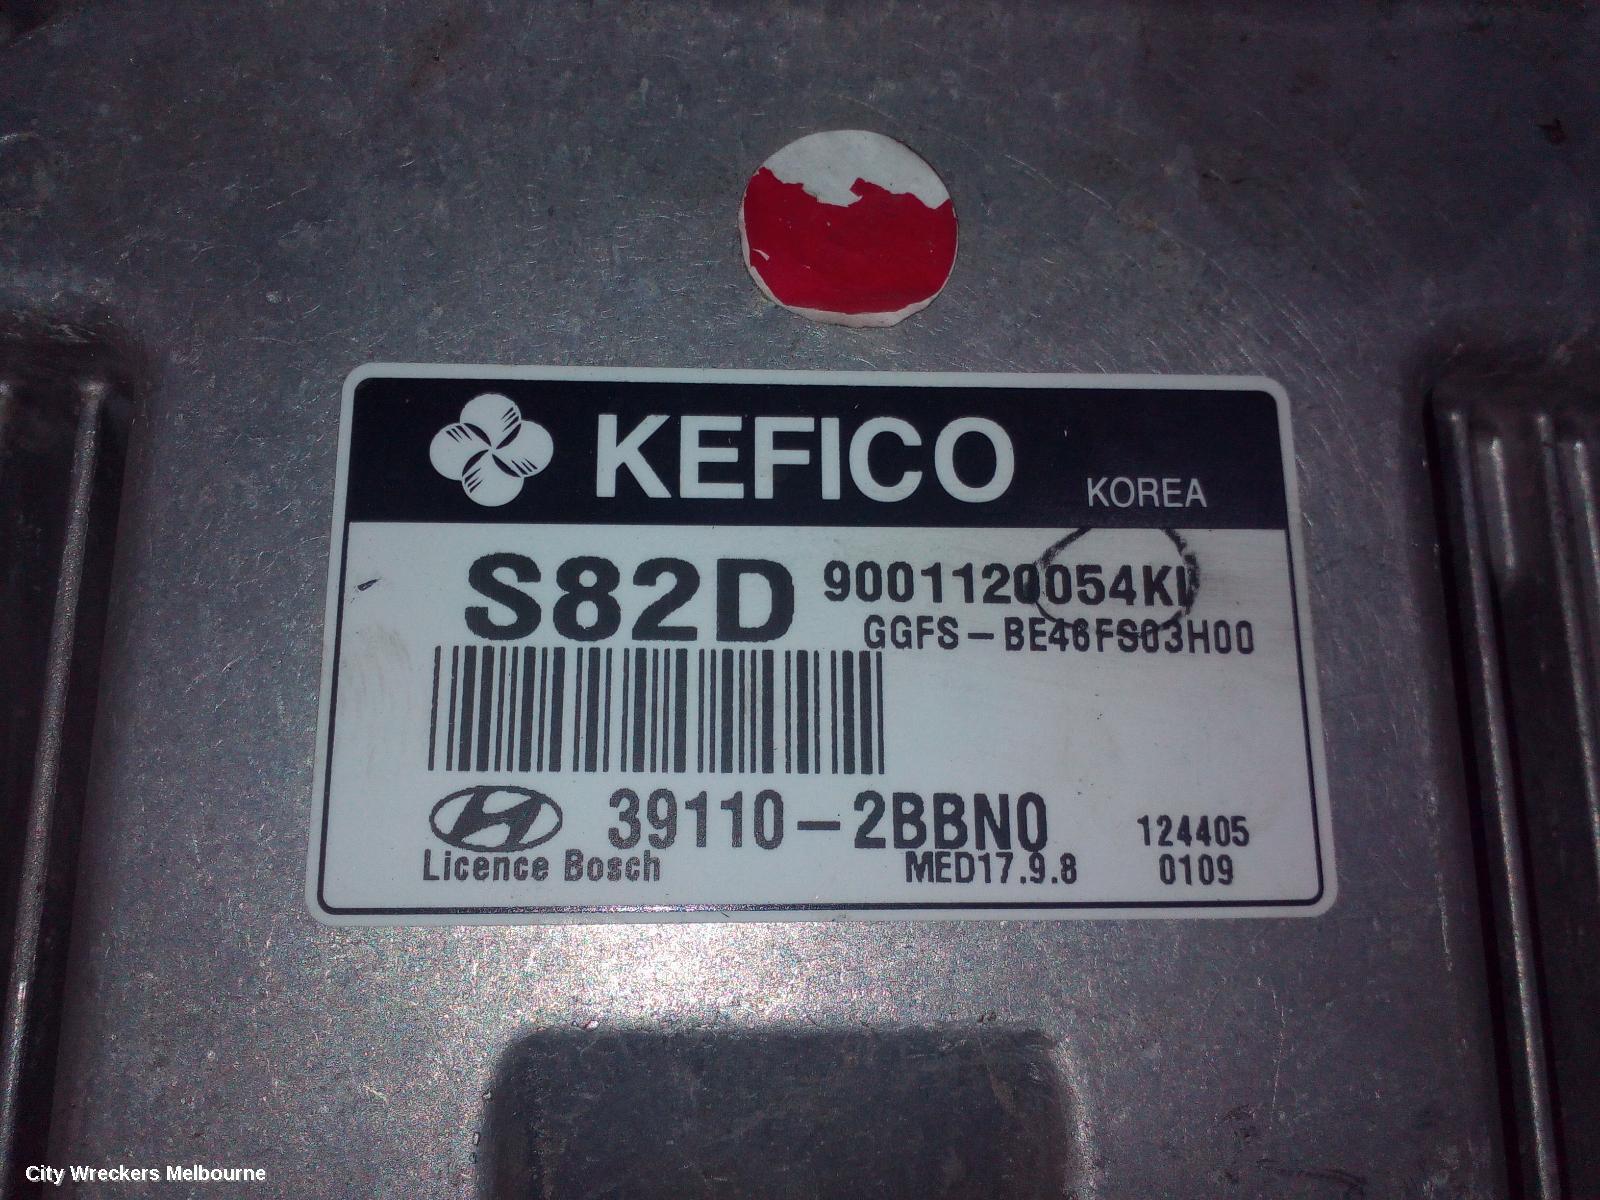 KEFICO KOREA
S82D 9001120054KI
GGFS-BE46FS03H00
39110-2BBN0 124405
Licence Bosch MED17.9.8 0109
City Wreckers Melbourne